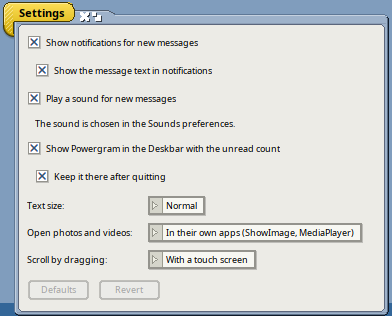 Settings
Show notifications for new messages
Show the message text in notifications
Play a sound for new messages
The sound is chosen in the Sounds preferences.
Show Powergram in the Deskbar with the unread count
Keep it there after quitting
Text size: Normal
Open photos and videos: In their own apps (ShowImage, MediaPlayer)
Scroll by dragging: With a touch screen
Defaults Revert